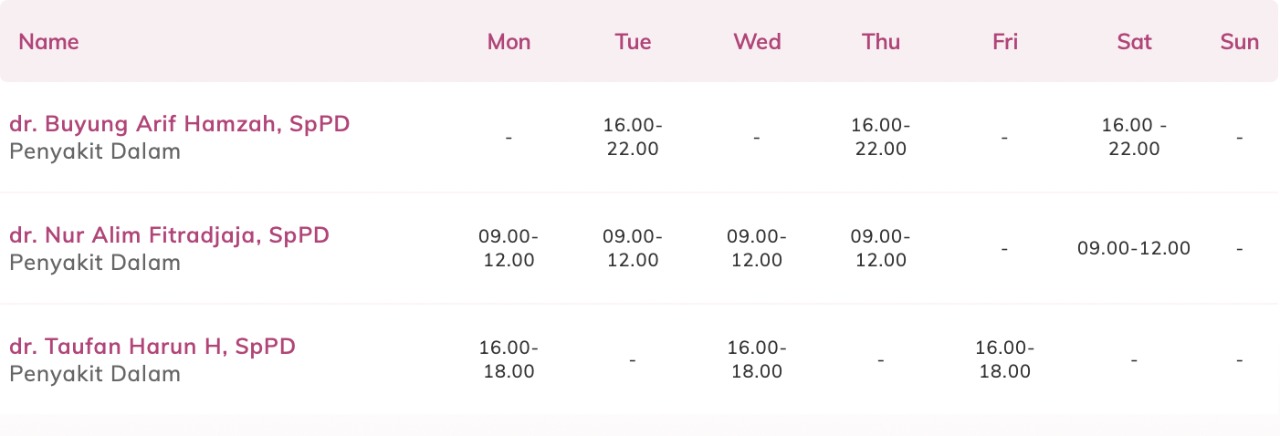 Name Mon Tue Wed Thu Fri Sat Sun
dr. Buyung Arif Hamzah, SpPD
Penyakit Dalam
- 16.00- - 16.00- - 16.00 - -
22.00 22.00 22.00
dr. Nur Alim Fitradjaja, SpPD
Penyakit Dalam
09.00- 09.00- 09.00- 09.00- - 09.00-12.00 -
12.00 12.00 12.00 12.00
dr. Taufan Harun H, SpPD
Penyakit Dalam
16.00- - 16.00- - 16.00- - -
18.00 18.00 18.00